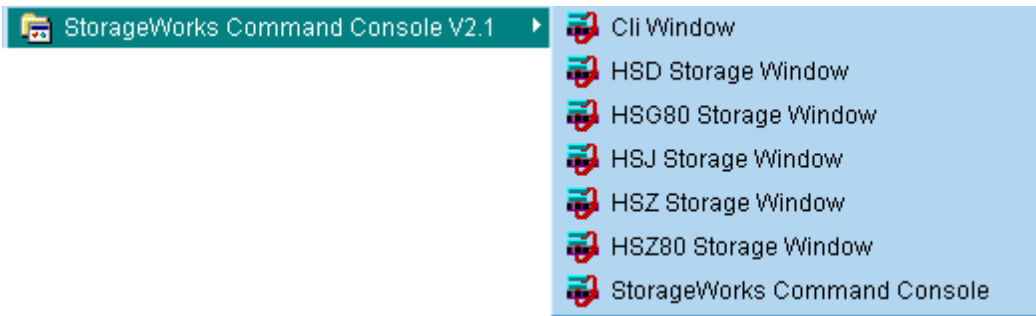 StorageWorks Command Console V2.1
Cli Window
HSD Storage Window
HSG80 Storage Window
HSJ Storage Window
HSZ Storage Window
HSZ80 Storage Window
StorageWorks Command Console